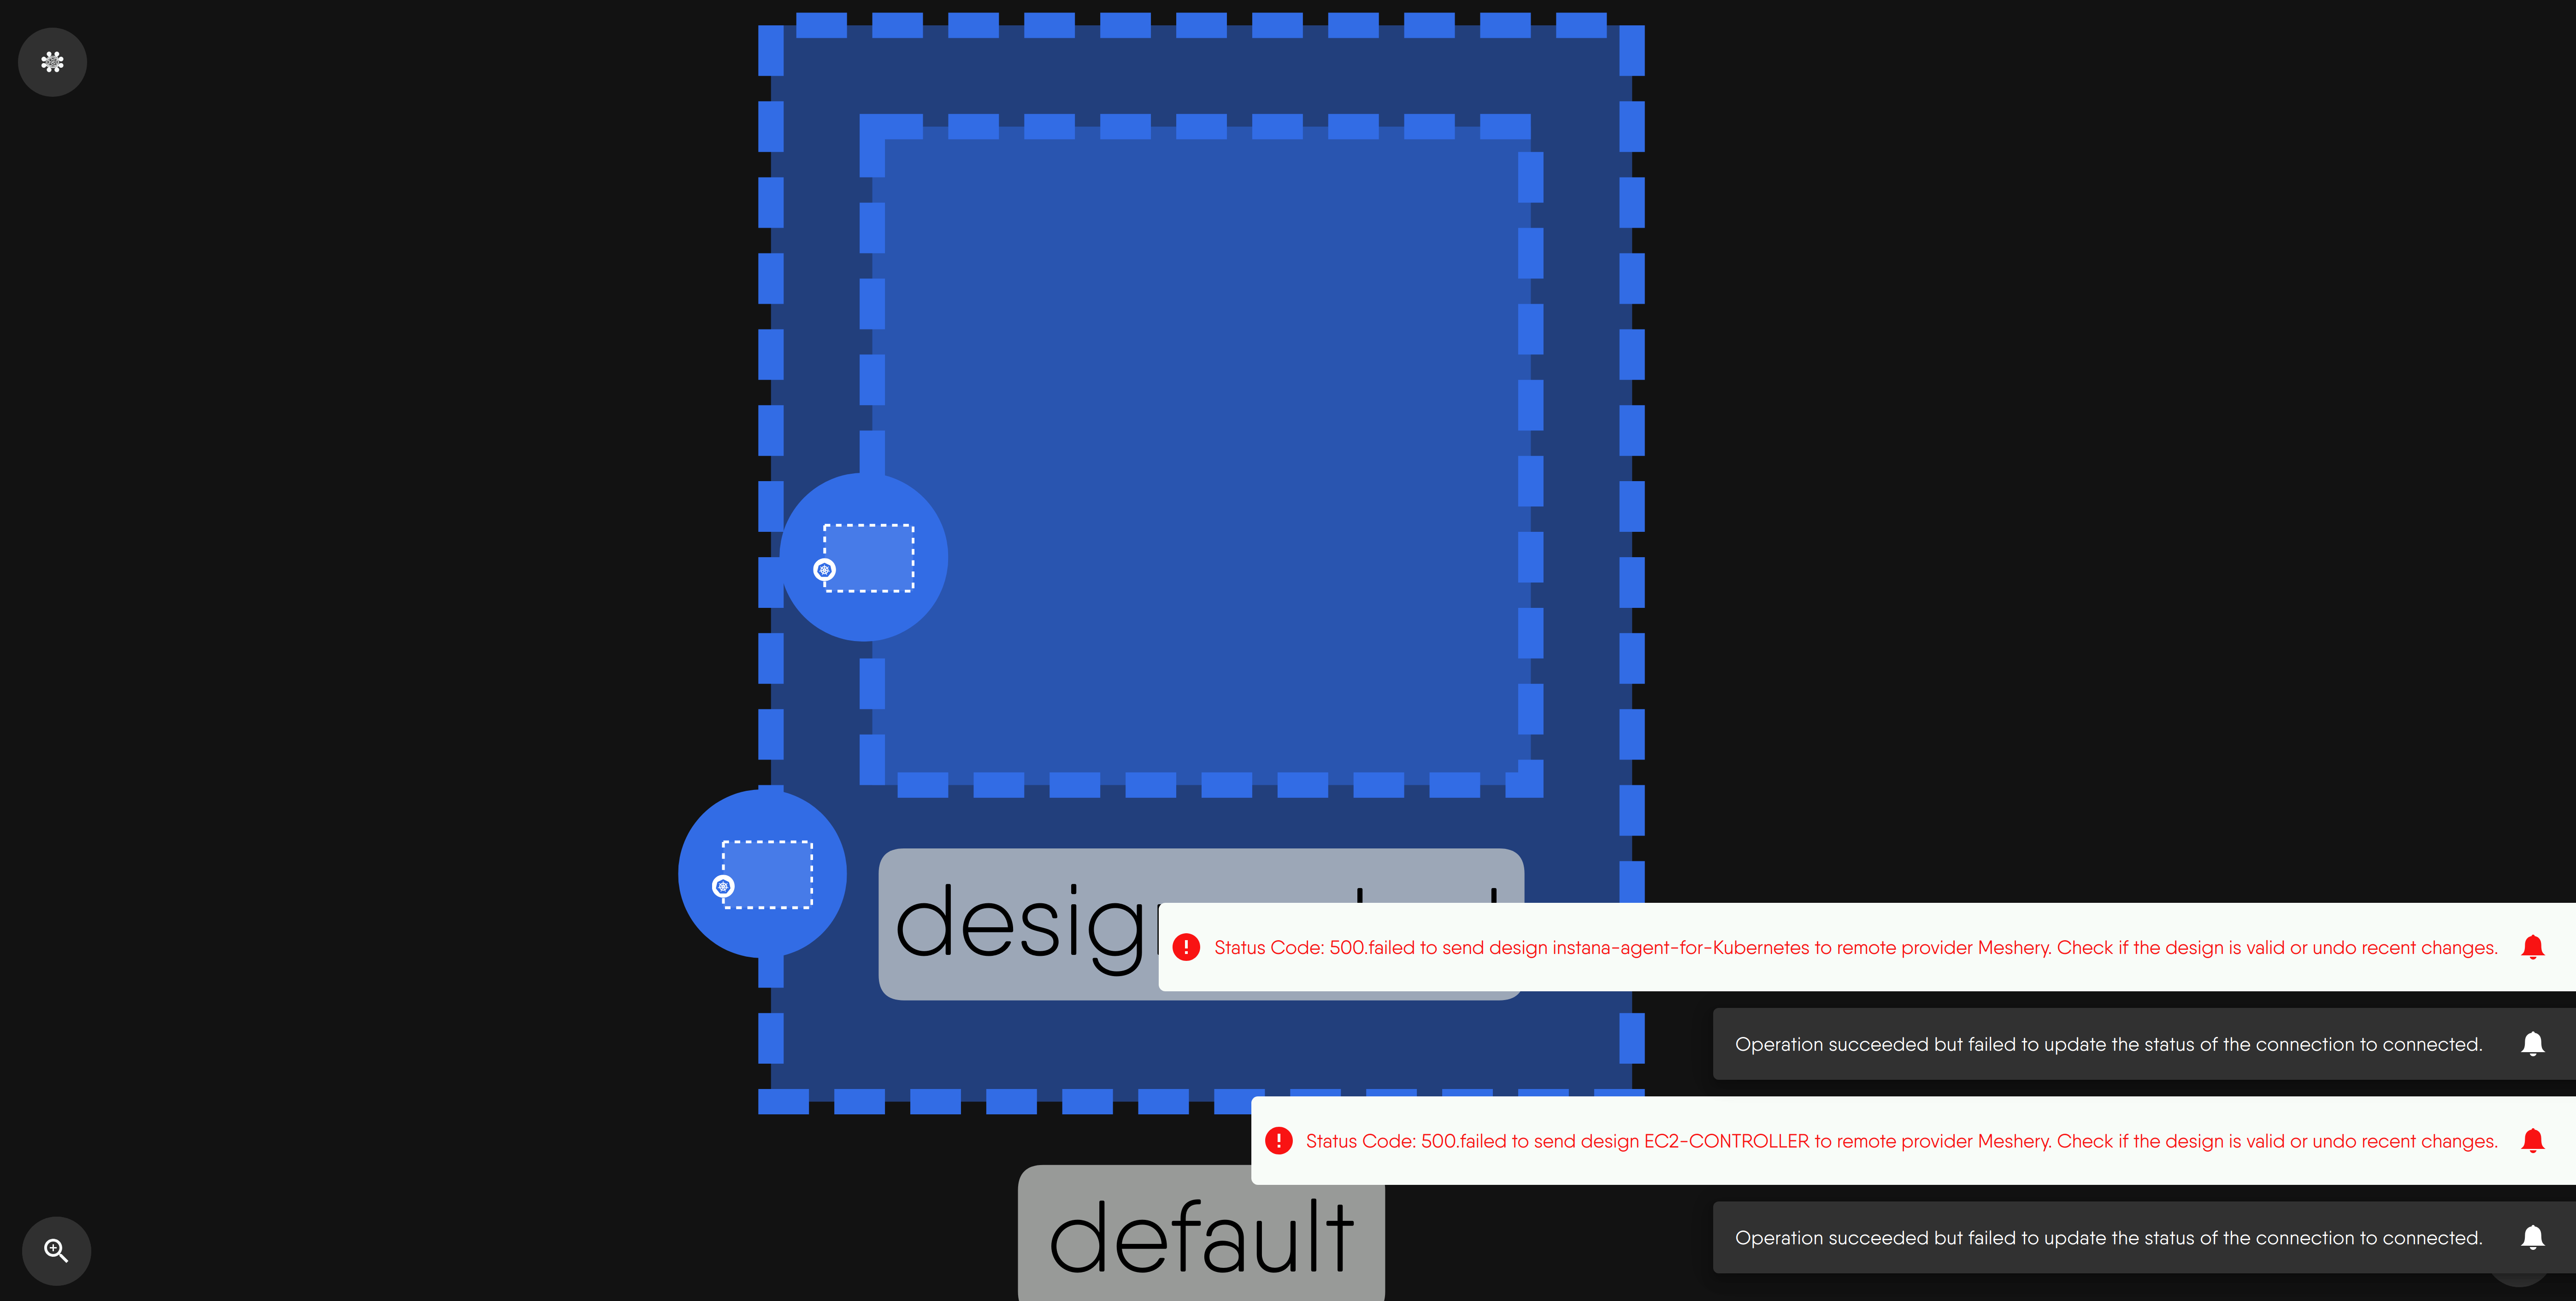 Status Code: 500.failed to send design instana-agent-for-Kubernetes to remote provider Meshery. Check if the design is valid or undo recent changes.
Operation succeeded but failed to update the status of the connection to connected.
Status Code: 500.failed to send design EC2-CONTROLLER to remote provider Meshery. Check if the design is valid or undo recent changes.
default
Operation succeeded but failed to update the status of the connection to connected.